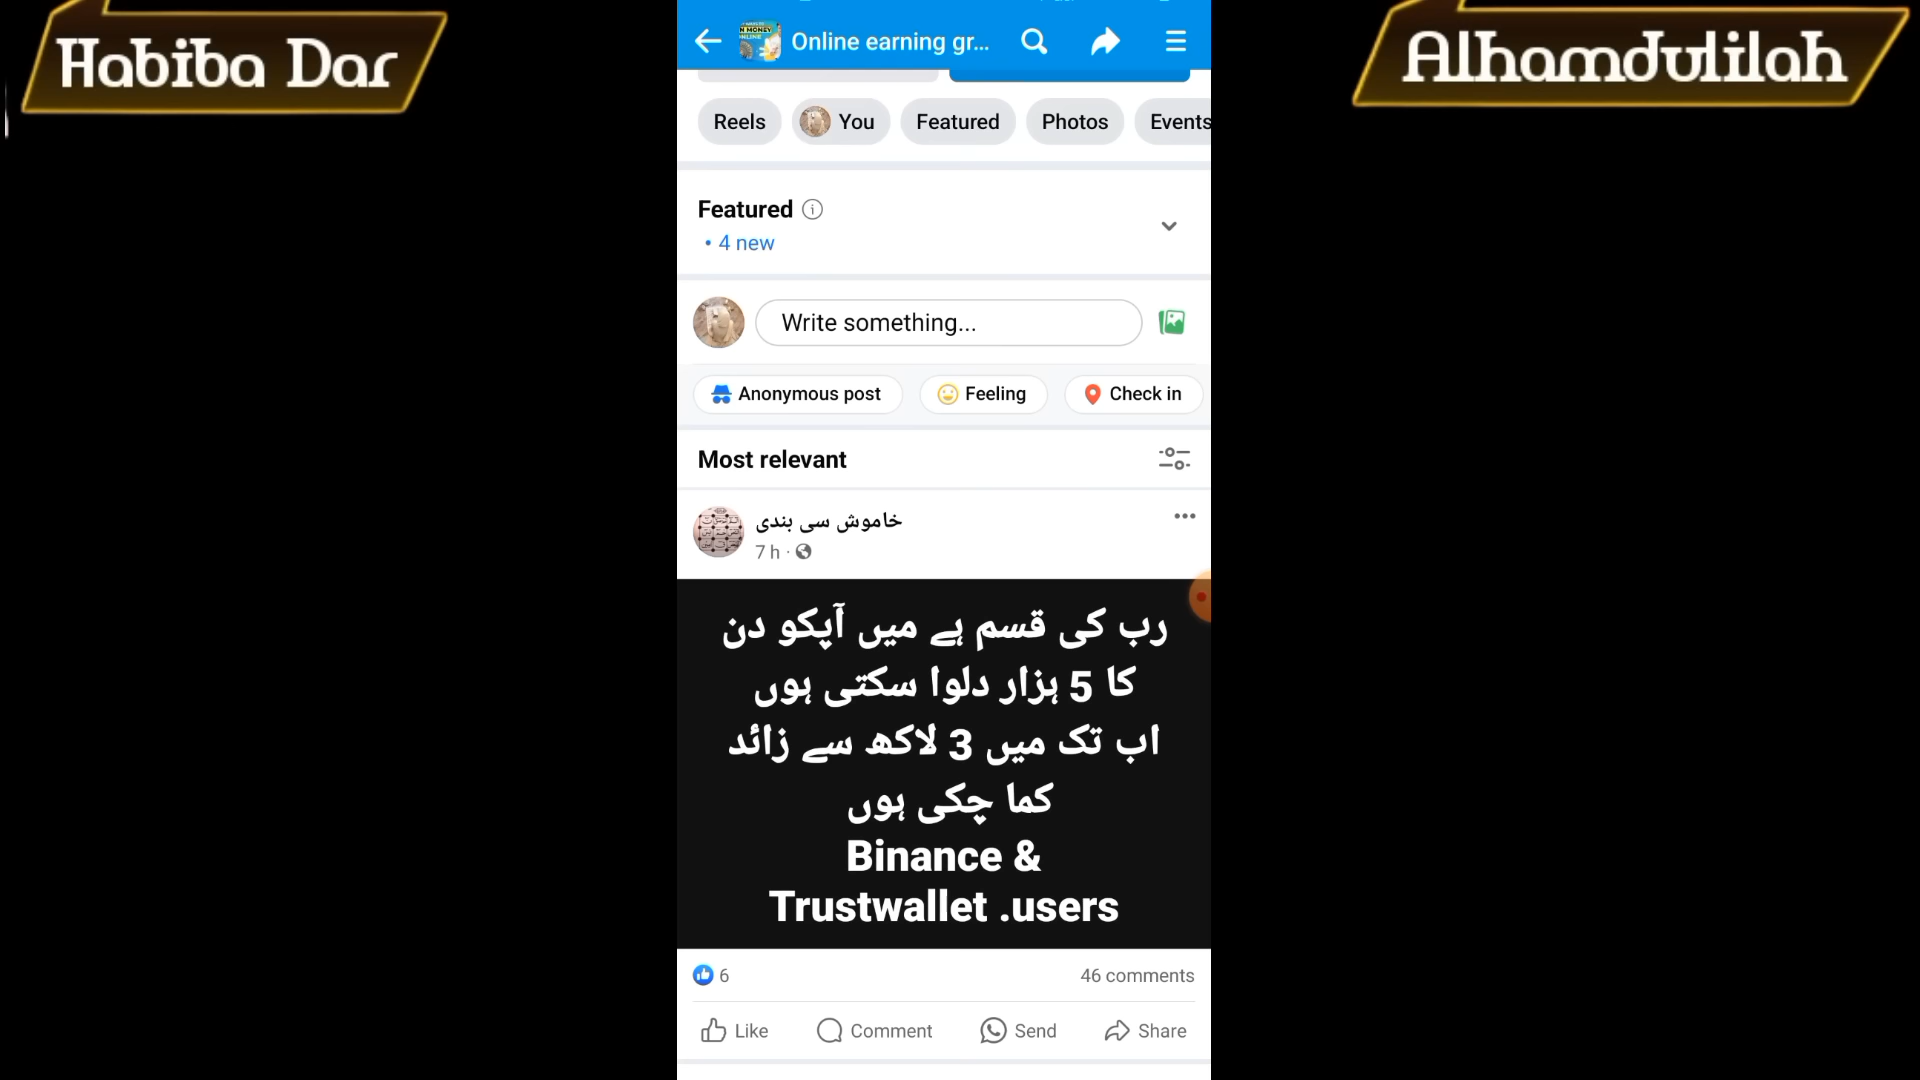 Habiba Dar
Alhamdulilah
N MONEY
Online earning gr...
Reels
You
Featured
Photos
Events
Featured
• 4 new
Write something...
Anonymous post
Feeling
Check in
Most relevant
خاموش سی بندی
7 h ·
رب کی قسم ہے میں آپکو دن
کا 5 ہزار دلوا سکتی ہوں
اب تک میں 3 لاکھ سے زائد
کما چکی ہوں
Binance &
Trustwallet .users
6
46 comments
Like
Comment
Send
Share